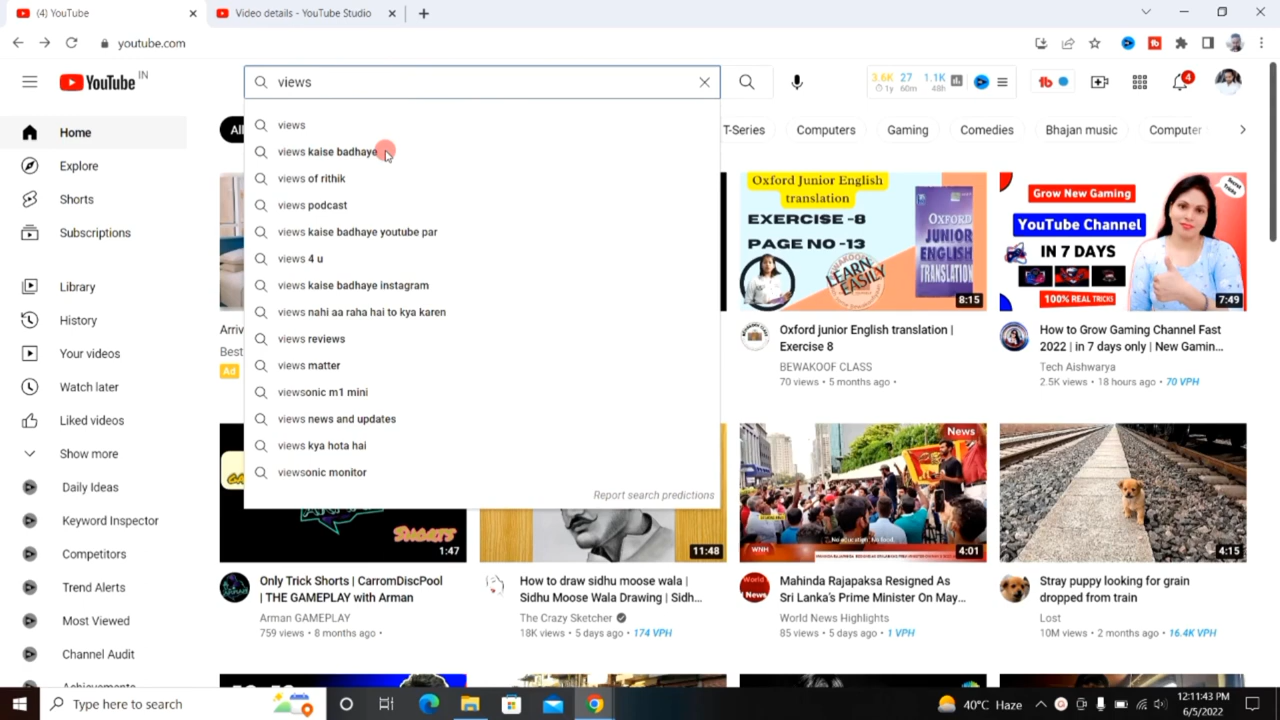 (4) YouTube
Video details - YouTube Studio
youtube.com
YouTube IN
views
3.6K 27 1.1K
1y 60m 48h
tb
4
Home
Explore
Shorts
Subscriptions
Library
History
Your videos
Watch later
Liked videos
Show more
Daily Ideas
Keyword Inspector
Competitors
Trend Alerts
Most Viewed
Channel Audit
Achievements
All
T-Series
Computers
Gaming
Comedies
Bhajan music
Computer
views
views kaise badhaye
views of rithik
views podcast
views kaise badhaye youtube par
views 4 u
views kaise badhaye instagram
views nahi aa raha hai to kya karen
views reviews
views matter
viewsonic m1 mini
views news and updates
views kya hota hai
viewsonic monitor
Report search predictions
Ad
Oxford Junior English
translation
EXERCISE -8
PAGE NO -13
LEARN
EASILY
OXFORD
JUNIOR
ENGLISH
TRANSLATION
8:15
Oxford junior English translation |
Exercise 8
BEWAKOOF CLASS
70 views • 5 months ago •
Grow New Gaming
YouTube Channel
IN 7 DAYS
100% REAL TRICKS
7:49
How to Grow Gaming Channel Fast
2022 | in 7 days only | New Gamin...
Tech Aishwarya
2.5K views • 18 hours ago • 70 VPH
SHORTS
1:47
Only Trick Shorts | CarromDiscPool
| THE GAMEPLAY with Arman
Arman GAMEPLAY
759 views • 8 months ago •
11:48
How to draw sidhu moose wala |
Sidhu Moose Wala Drawing | Sidh...
The Crazy Sketcher
18K views • 5 days ago • 174 VPH
News
WNH
4:01
World News
Mahinda Rajapaksa Resigned As
Sri Lanka's Prime Minister On May...
World News Highlights
85 views • 5 days ago • 1 VPH
4:15
Stray puppy looking for grain
dropped from train
Lost
10M views • 2 months ago • 16.4K VPH
Type here to search
40°C Haze
12:11:43 PM
6/5/2022